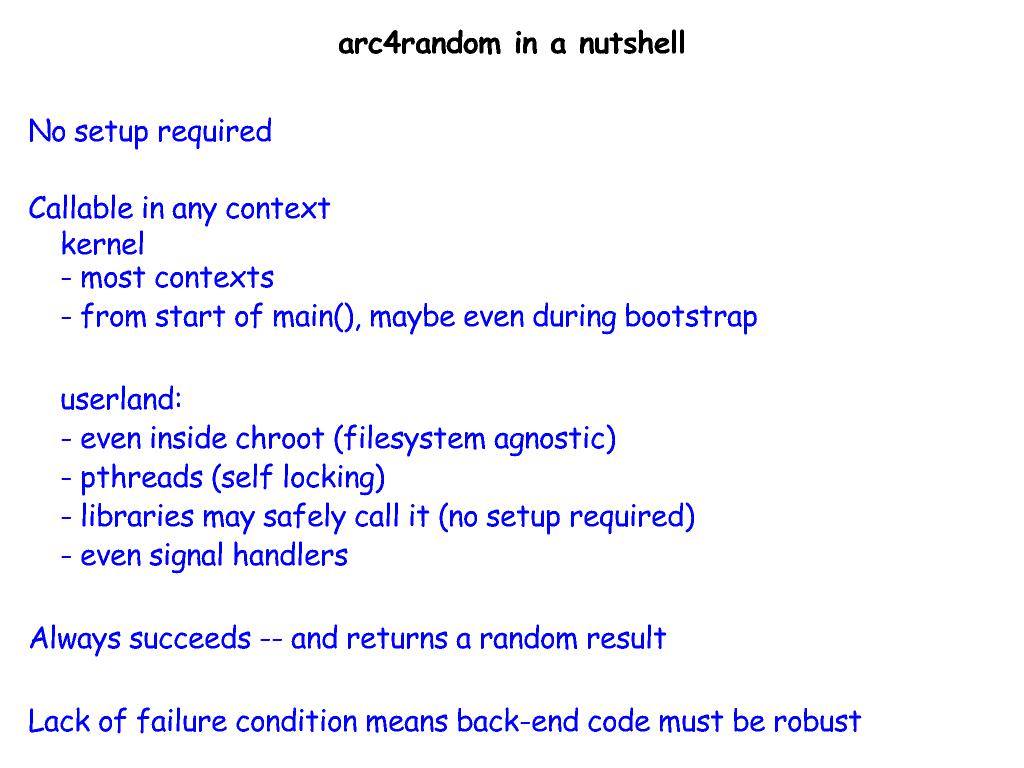 arc4random in a nutshell
No setup required
Callable in any context
kernel
- most contexts
- from start of main(), maybe even during bootstrap
userland:
- even inside chroot (filesystem agnostic)
- pthreads (self locking)
- libraries may safely call it (no setup required)
- even signal handlers
Always succeeds -- and returns a random result
Lack of failure condition means back-end code must be robust